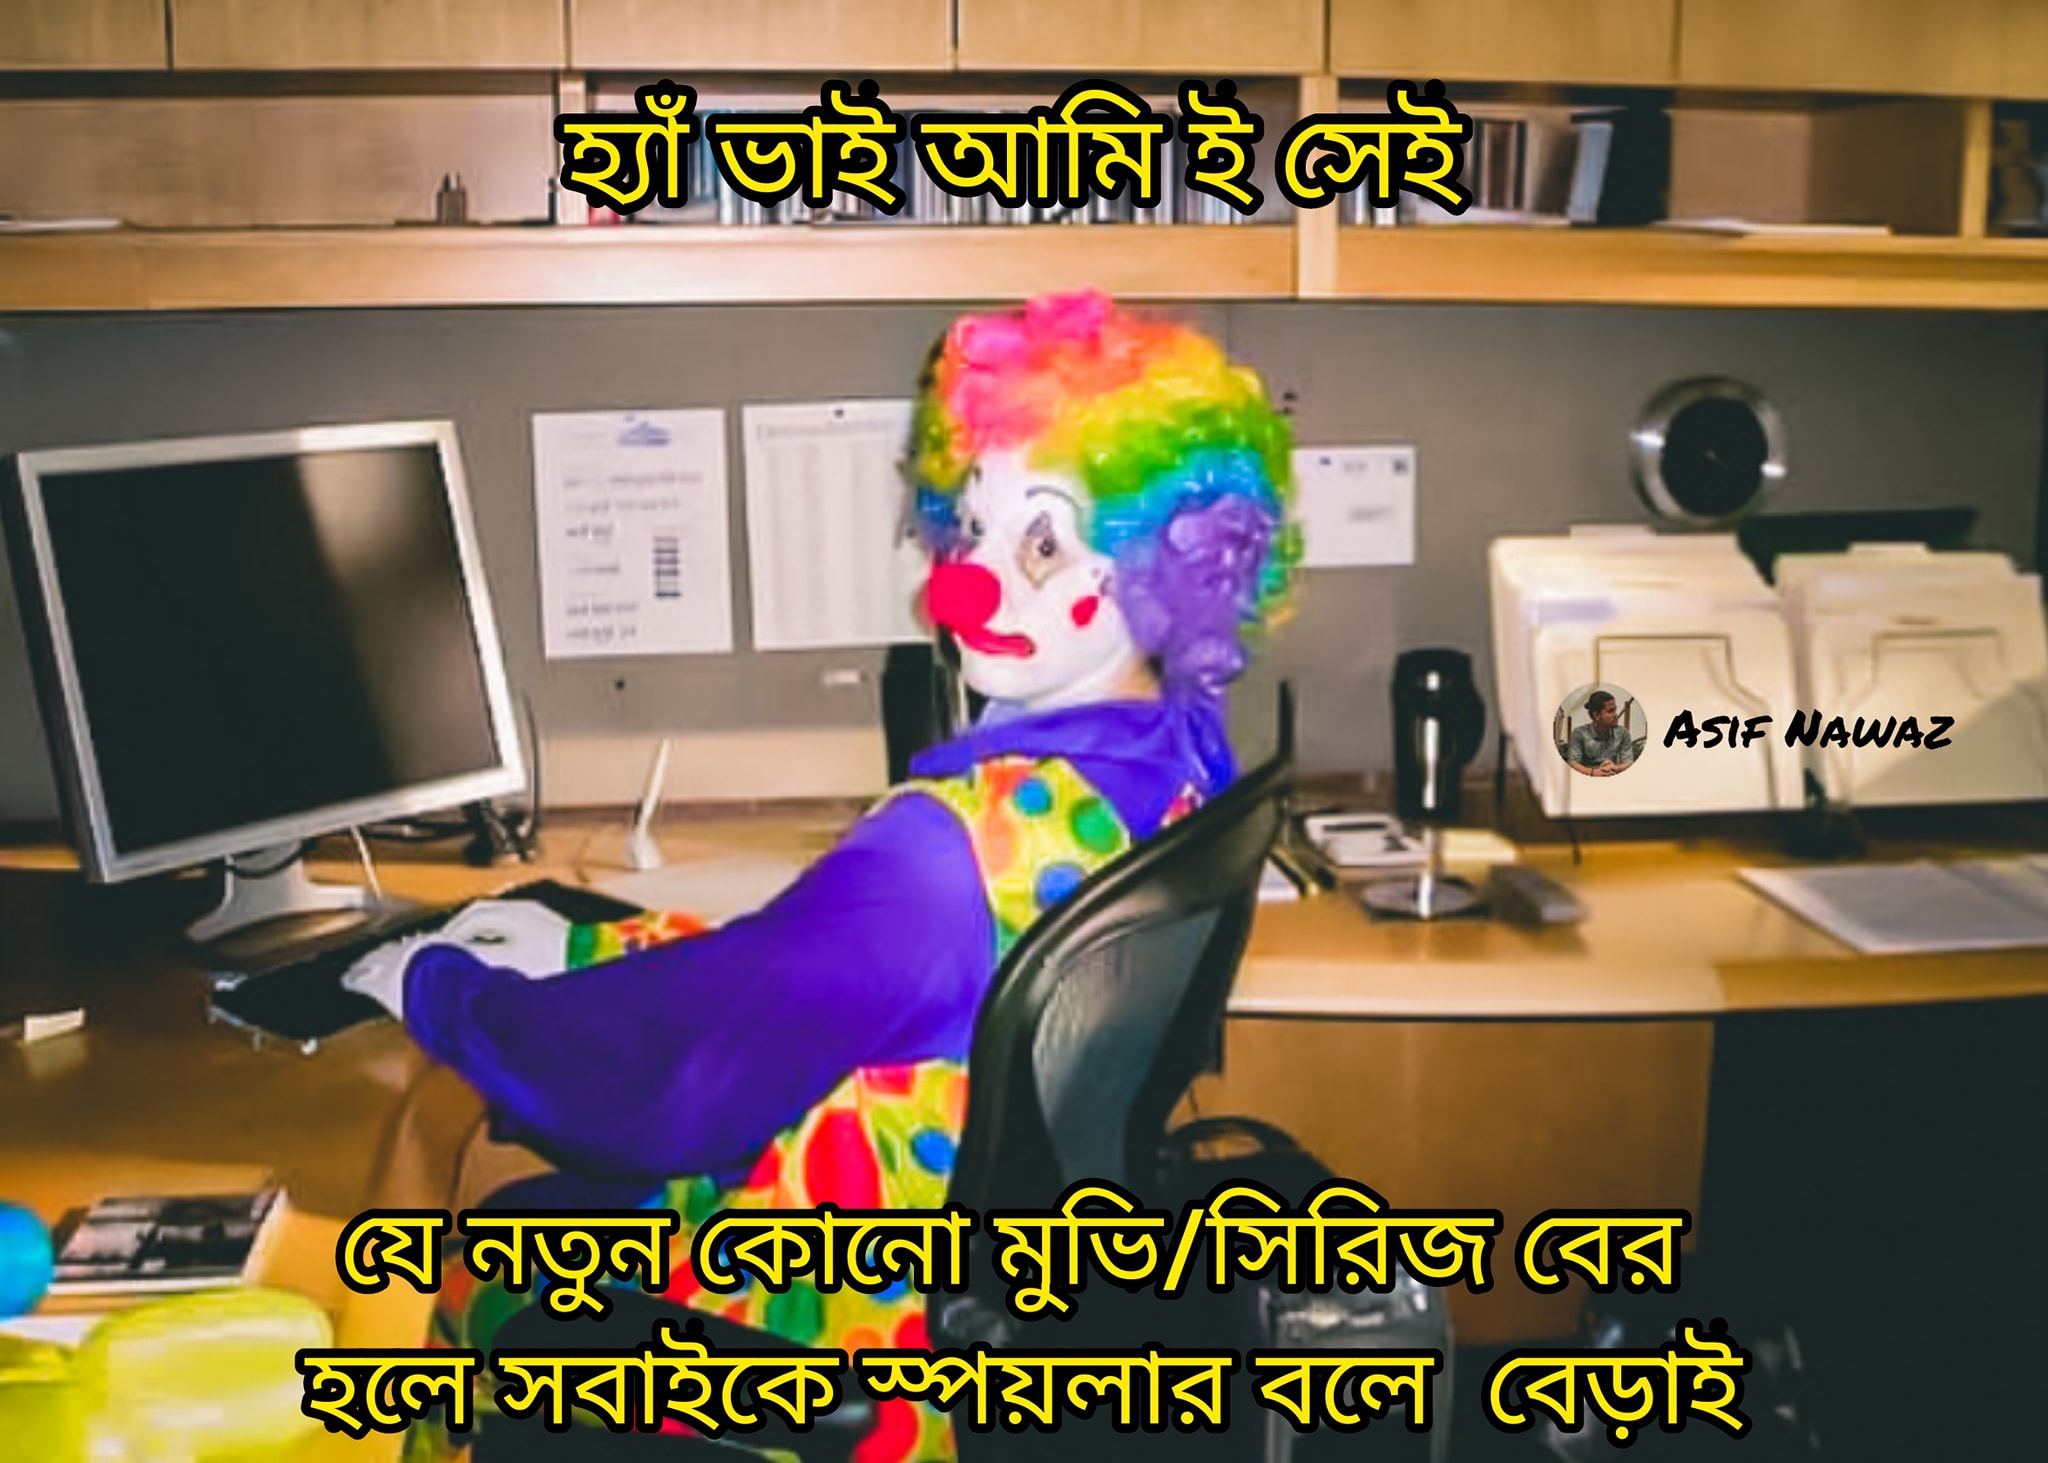 হ্যাঁ ভাই আমি ই সেই
Asif Nawaz
যে নতুন কোনো মুভি/সিরিজ বের
হলে সবাইকে স্পয়লার বলে বেড়াই